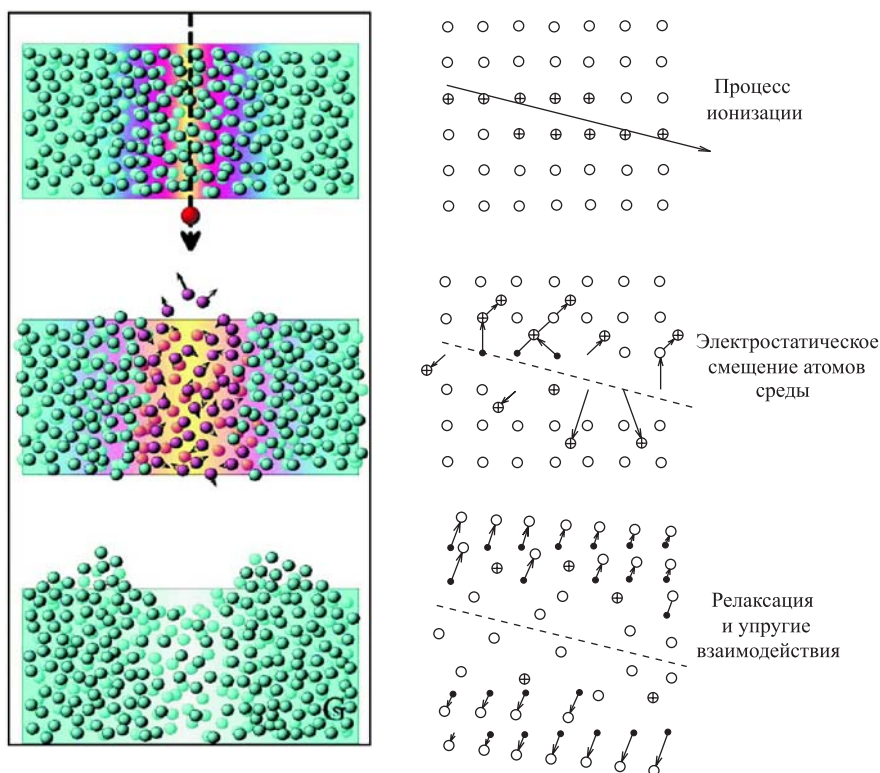 Процесс
ионизации
Электростатическое
смещение атомов
среды
Релаксация
и упругие
взаимодействия
G